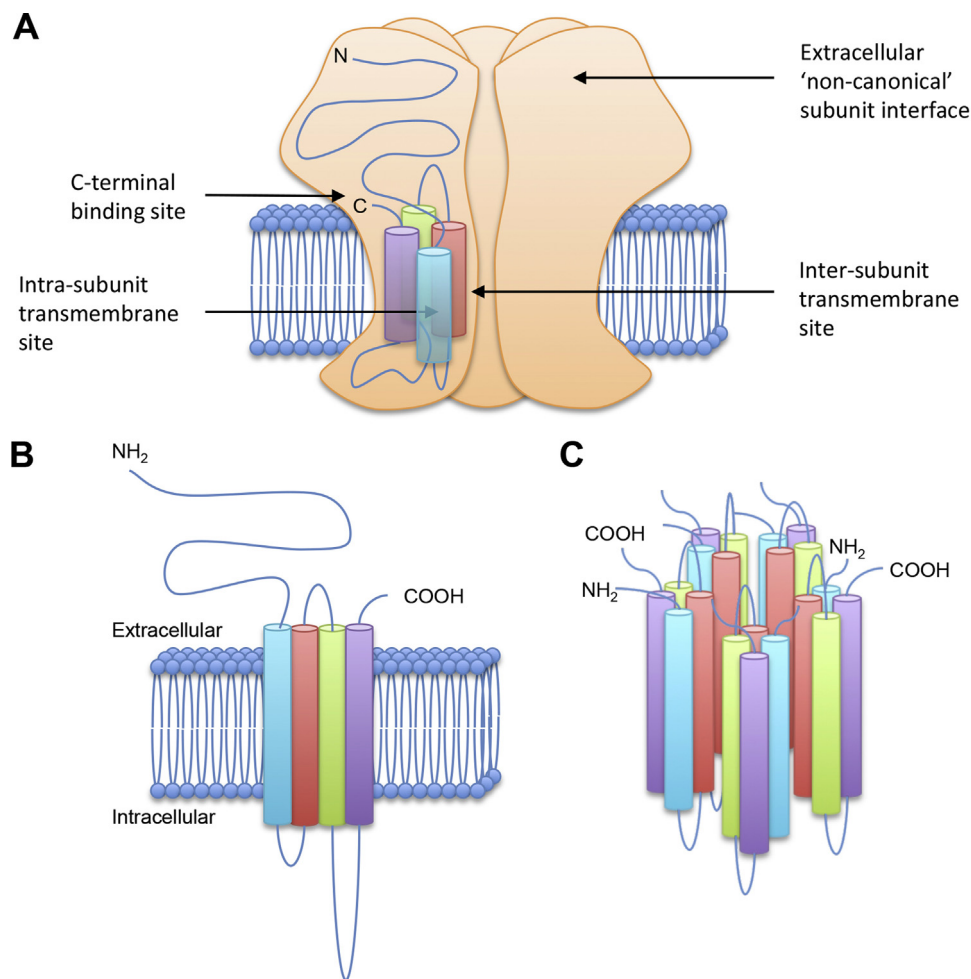 A
N
Extracellular
‘non-canonical’
subunit interface
C-terminal
binding site
C
Intra-subunit
transmembrane
site
Inter-subunit
transmembrane
site
B
NH₂
COOH
Extracellular
Intracellular
C
COOH
NH₂
NH₂
COOH